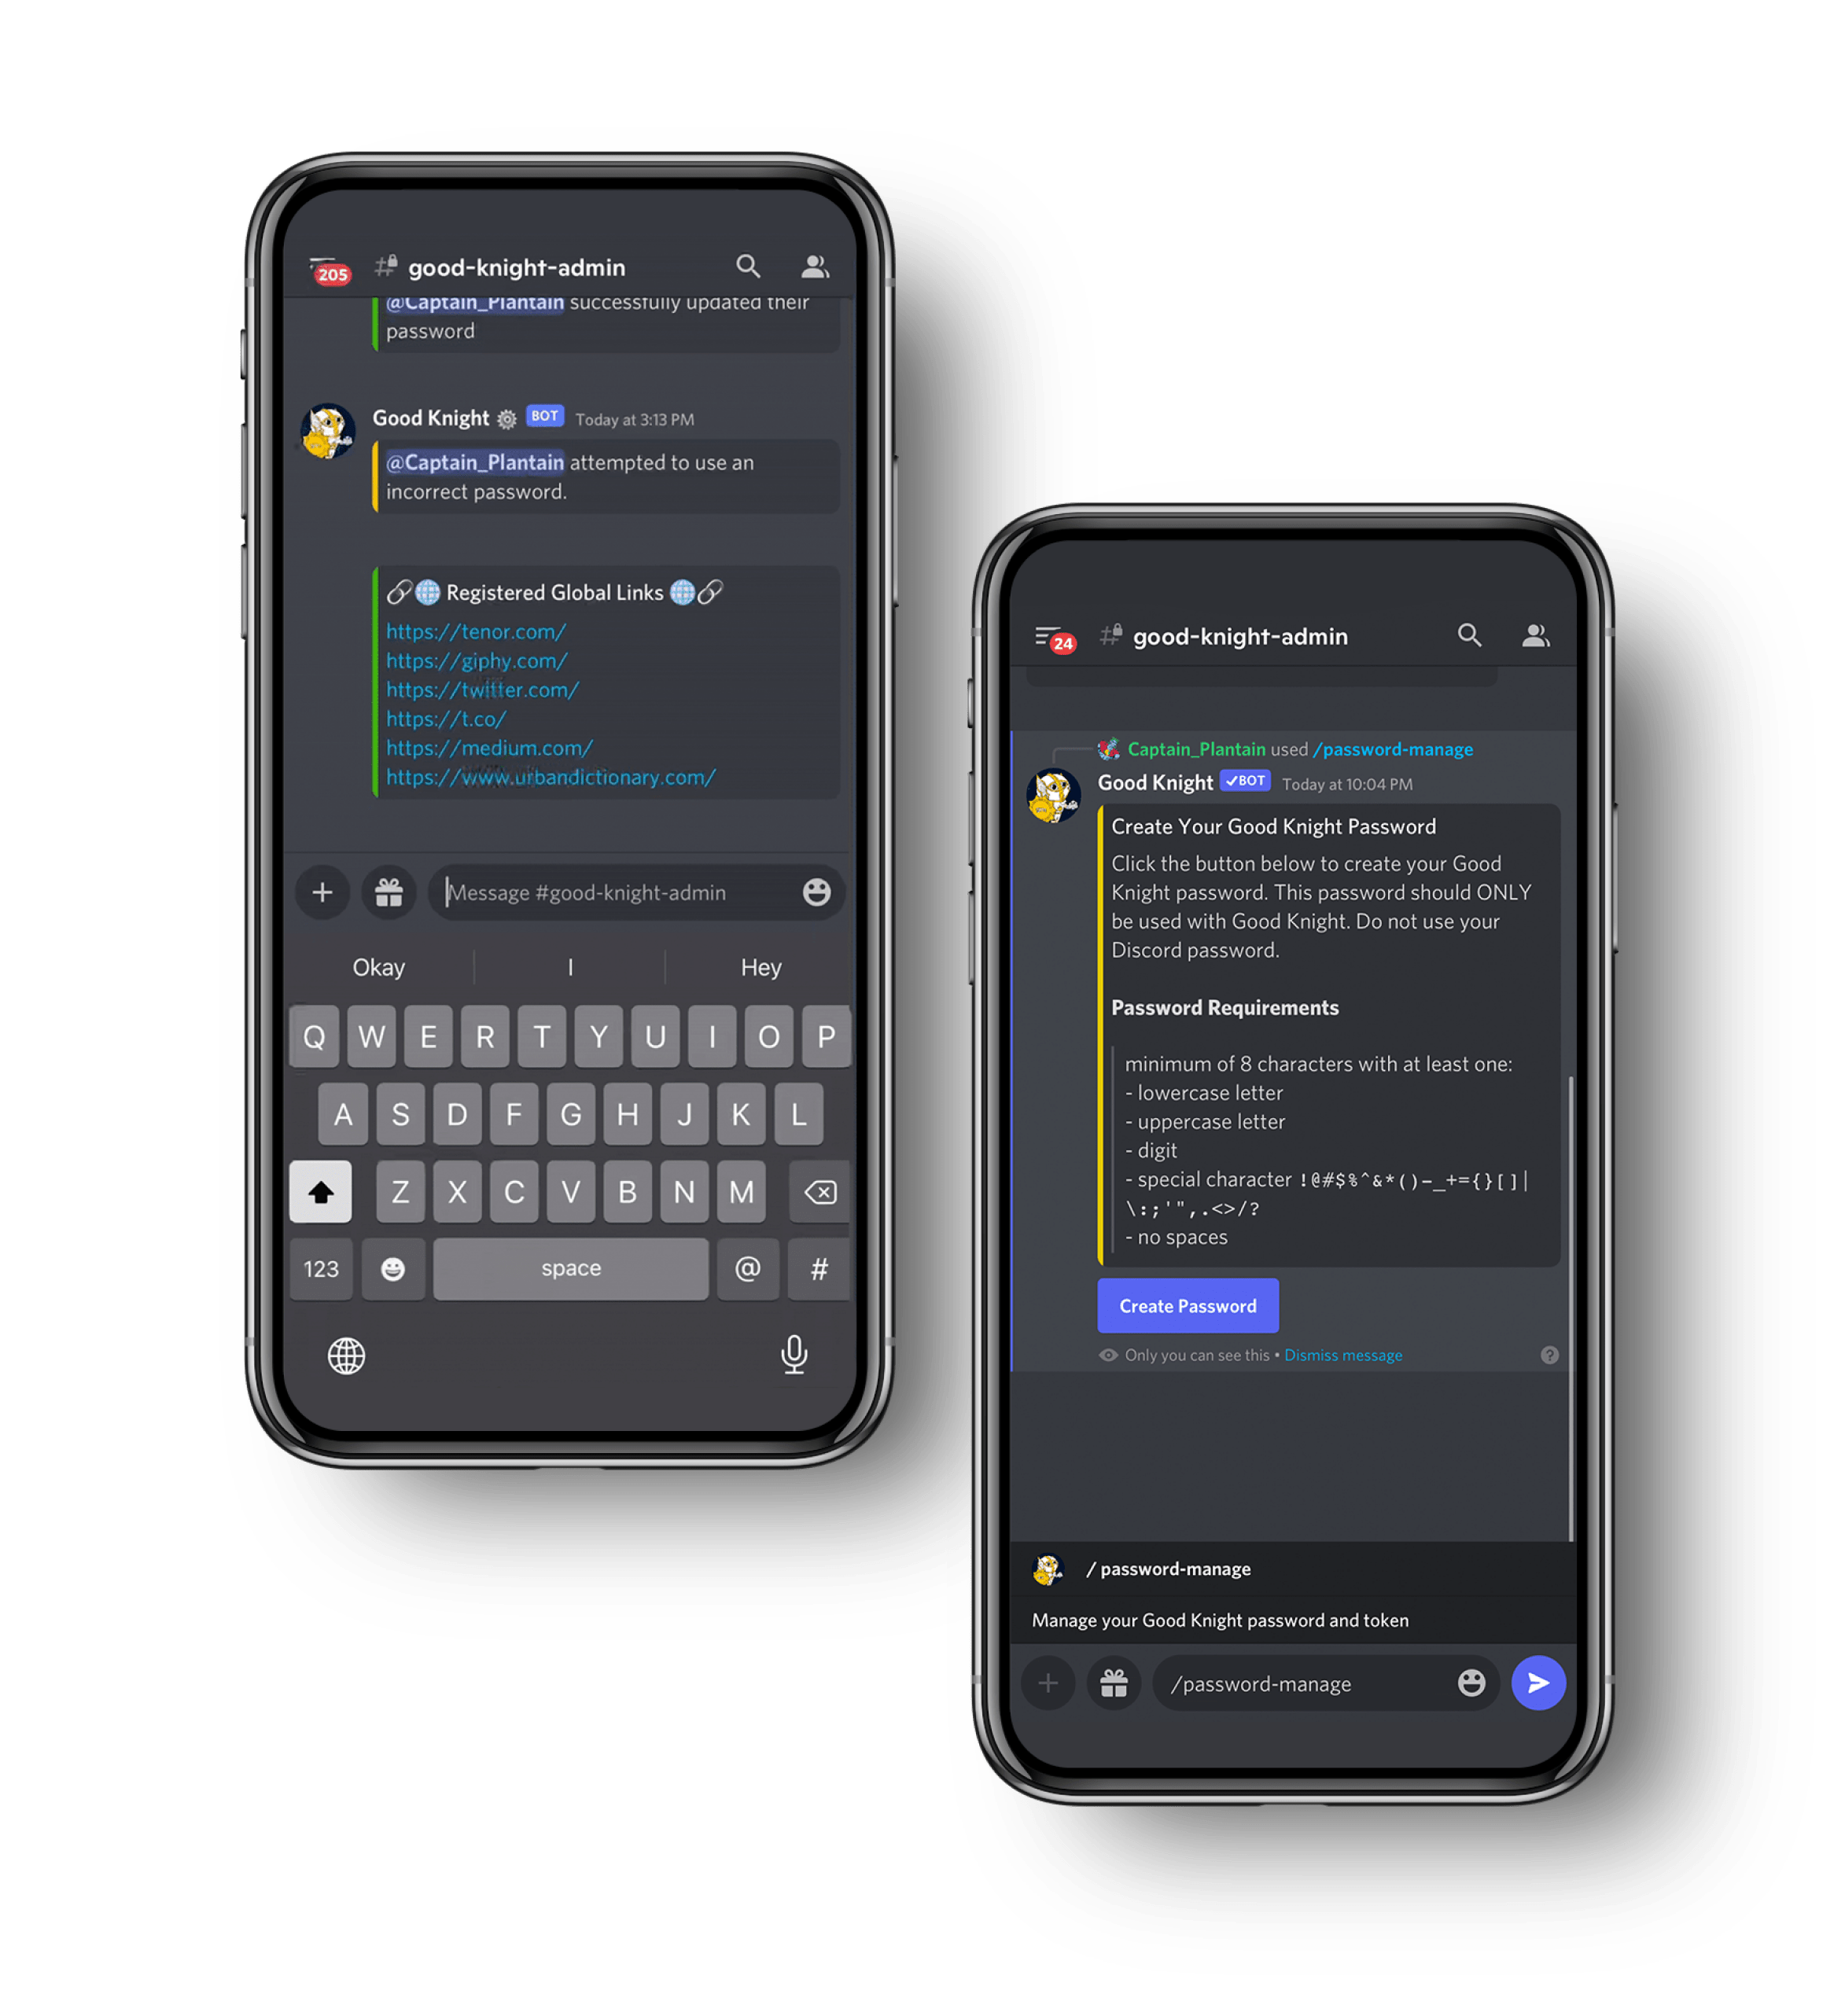 205
good-knight-admin
@Captain_Plantain successfully updated their
password
Good Knight BOT Today at 3:13 PM
@Captain_Plantain attempted to use an
incorrect password.
Registered Global Links
https://tenor.com/
https://giphy.com/
https://twitter.com/
https://t.co/
https://medium.com/
https://www.urbandictionary.com/
Message #good-knight-admin
Okay I Hey
Q W E R T Y U I O P
A S D F G H J K L
Z X C V B N M
123 space @ #
24
good-knight-admin
Captain_Plantain used /password-manage
Good Knight ✓BOT Today at 10:04 PM
Create Your Good Knight Password
Click the button below to create your Good
Knight password. This password should ONLY
be used with Good Knight. Do not use your
Discord password.
Password Requirements
minimum of 8 characters with at least one:
- lowercase letter
- uppercase letter
- digit
- special character !@#$%^&*()-_+={}[]|
\:;'",.<>/?
- no spaces
Create Password
Only you can see this • Dismiss message
?
/ password-manage
Manage your Good Knight password and token
/password-manage